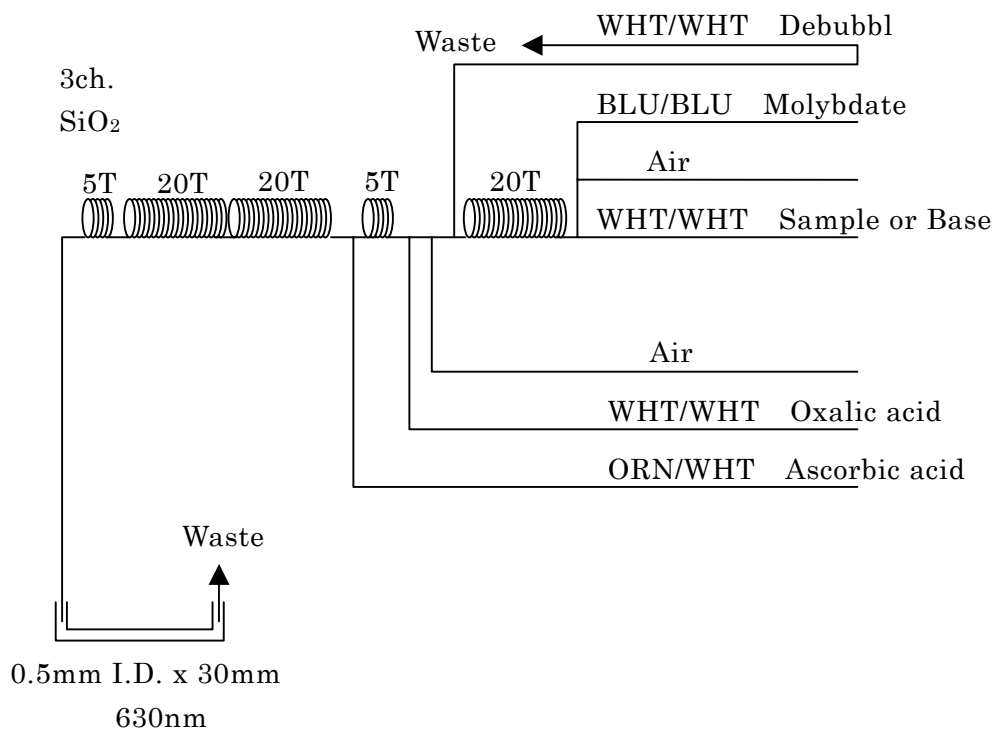 Waste
WHT/WHT Debubbl
3ch.
SiO₂
BLU/BLU Molybdate
Air
5T 20T 20T 5T 20T
WHT/WHT Sample or Base
Air
WHT/WHT Oxalic acid
ORN/WHT Ascorbic acid
Waste
0.5mm I.D. x 30mm
630nm